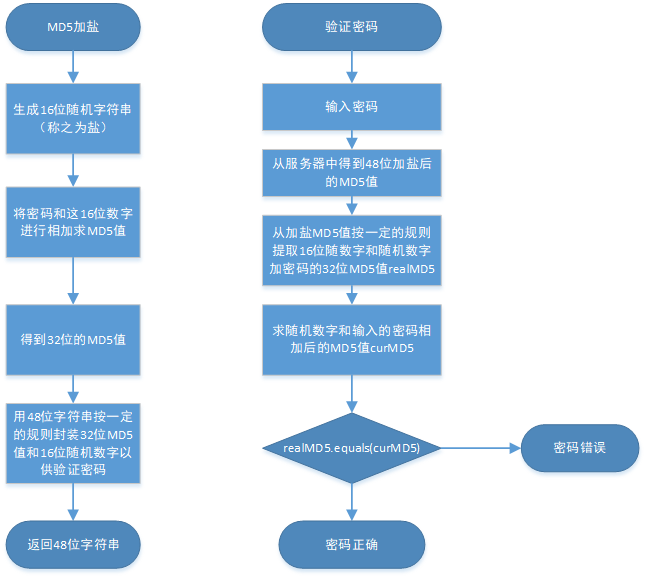 MD5加盐
生成16位随机字符串
（称之为盐）
将密码和这16位数字
进行相加求MD5值
得到32位的MD5值
用48位字符串按一定
的规则封装32位MD5
值和16位随机数字以
供验证密码
返回48位字符串
验证密码
输入密码
从服务器中得到48位加盐后
的MD5值
从加盐MD5值按一定的规则
提取16位随数字和随机数字
加密码的32位MD5值realMD5
求随机数字和输入的密码相
加后的MD5值curMD5
realMD5.equals(curMD5)
密码错误
密码正确